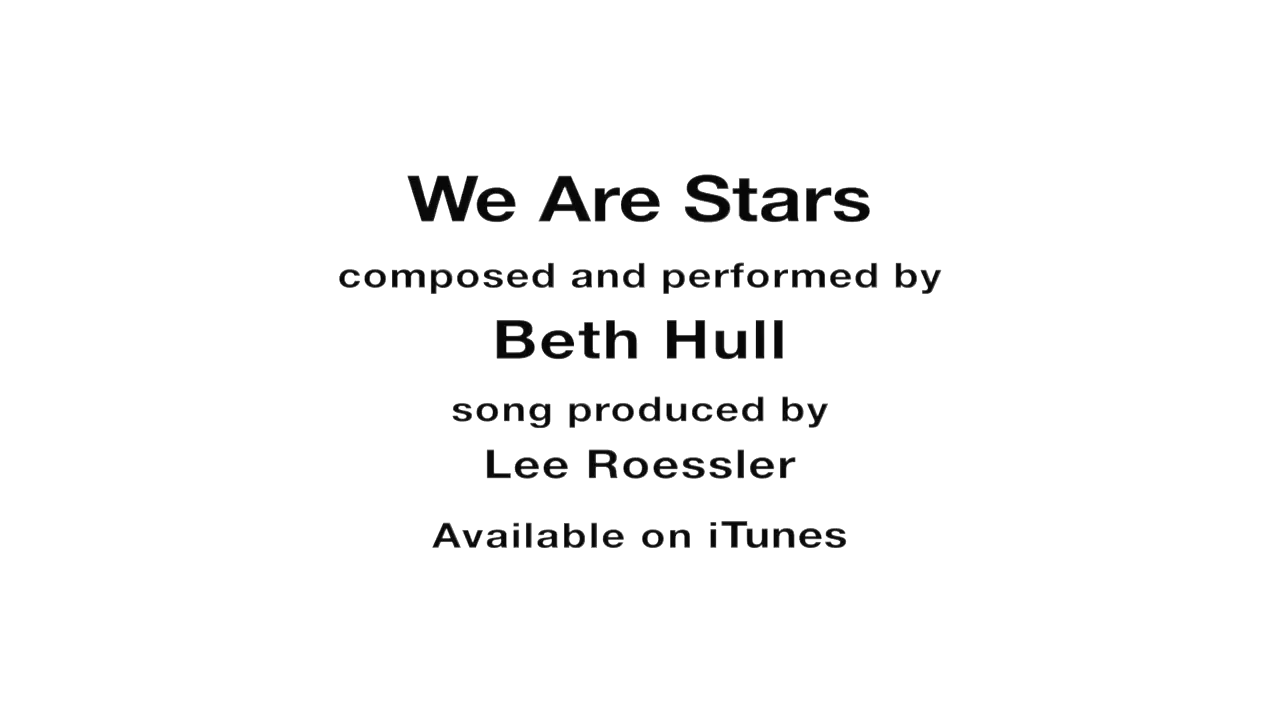 We Are Stars
composed and performed by
Beth Hull
song produced by
Lee Roessler
Available on iTunes